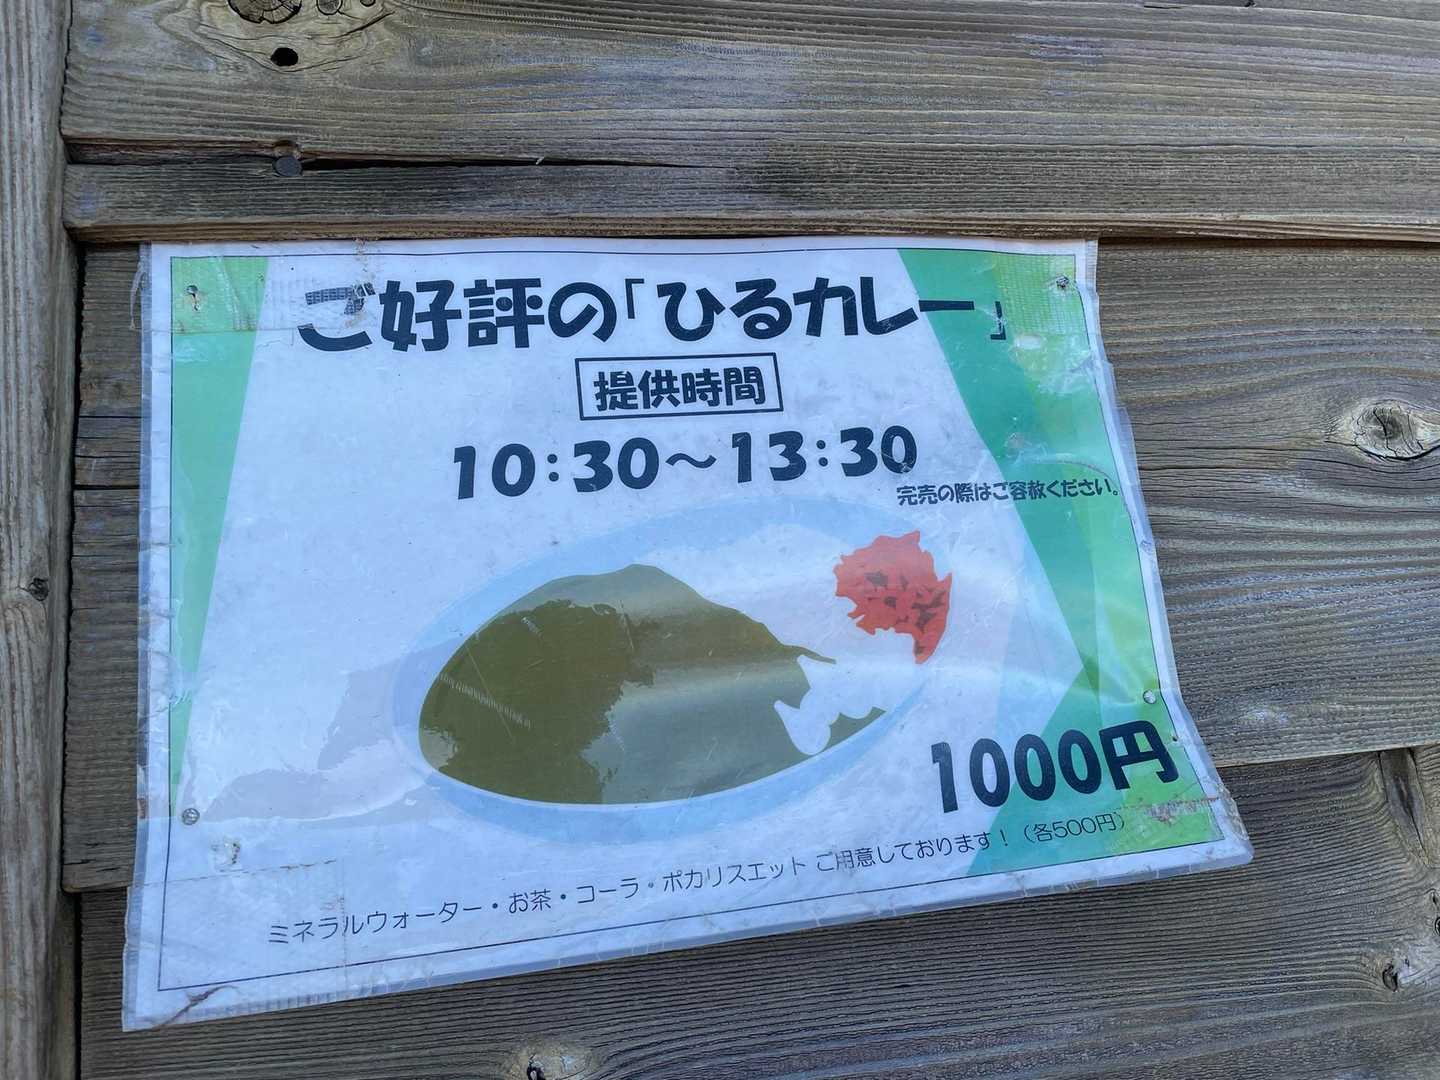 ご好評の「ひるカレー」
提供時間
10:30～13:30
完売の際はご容赦ください。
1000円
ミネラルウォーター・お茶・コーラ・ポカリスエット ご用意しております！（各500円）